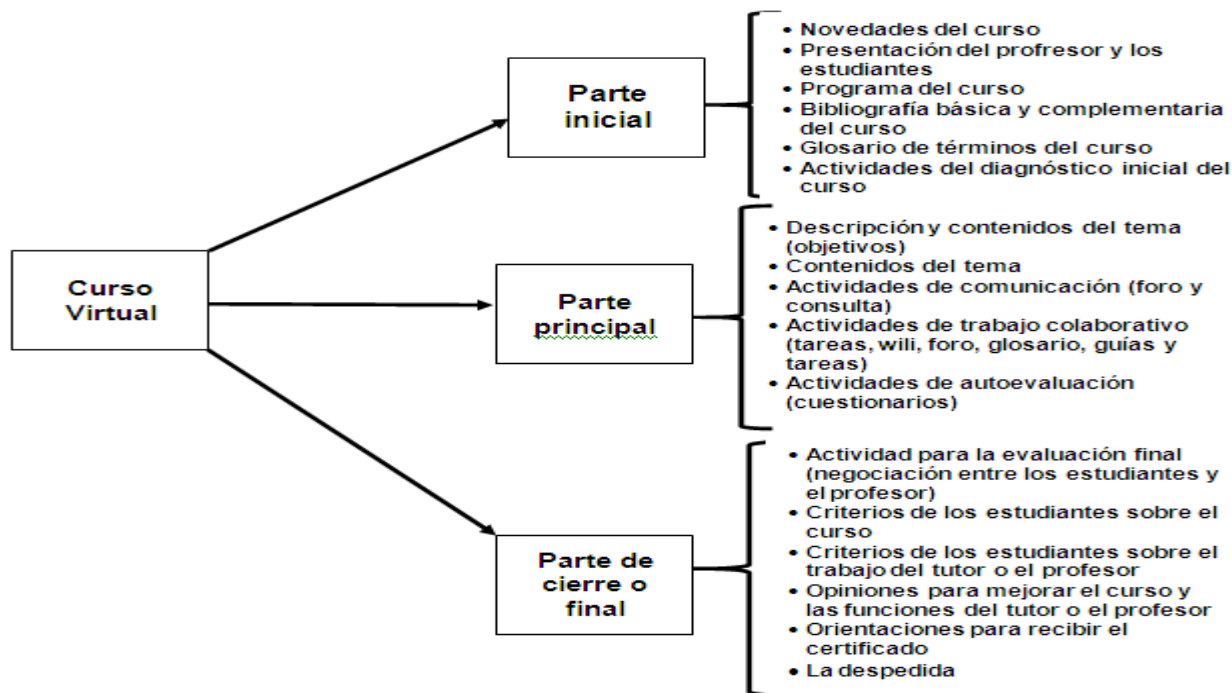 Curso
Virtual
Parte
inicial
• Novedades del curso
• Presentación del profresor y los
estudiantes
• Programa del curso
• Bibliografía básica y complementaria
del curso
• Glosario de términos del curso
• Actividades del diagnóstico inicial del
curso
Parte
principal
• Descripción y contenidos del tema
(objetivos)
• Contenidos del tema
• Actividades de comunicación (foro y
consulta)
• Actividades de trabajo colaborativo
(tareas, wili, foro, glosario, guías y
tareas)
• Actividades de autoevaluación
(cuestionarios)
Parte de
cierre o
final
• Actividad para la evaluación final
(negociación entre los estudiantes y
el profesor)
• Criterios de los estudiantes sobre el
curso
• Criterios de los estudiantes sobre el
trabajo del tutor o el profesor
• Opiniones para mejorar el curso y
las funciones del tutor o el profesor
• Orientaciones para recibir el
certificado
• La despedida